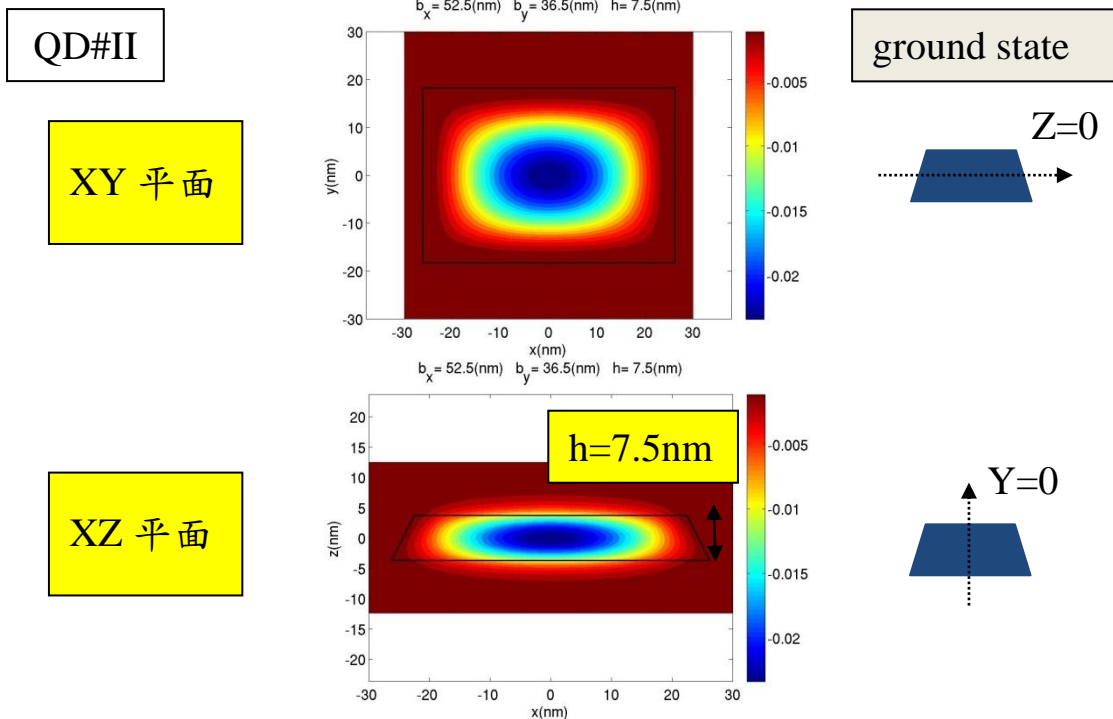 QD#II
XY 平面
b_x= 52.5(nm) b_y= 36.5(nm) h= 7.5(nm)
30
20
10
0
-10
-20
-30
y(nm)
-30 -20 -10 0 10 20 30
x(nm)
-0.005
-0.01
-0.015
-0.02
ground state
Z=0
XZ 平面
b_x= 52.5(nm) b_y= 36.5(nm) h= 7.5(nm)
h=7.5nm
20
15
10
5
0
-5
-10
-15
-20
z(nm)
-30 -20 -10 0 10 20 30
x(nm)
-0.005
-0.01
-0.015
-0.02
Y=0